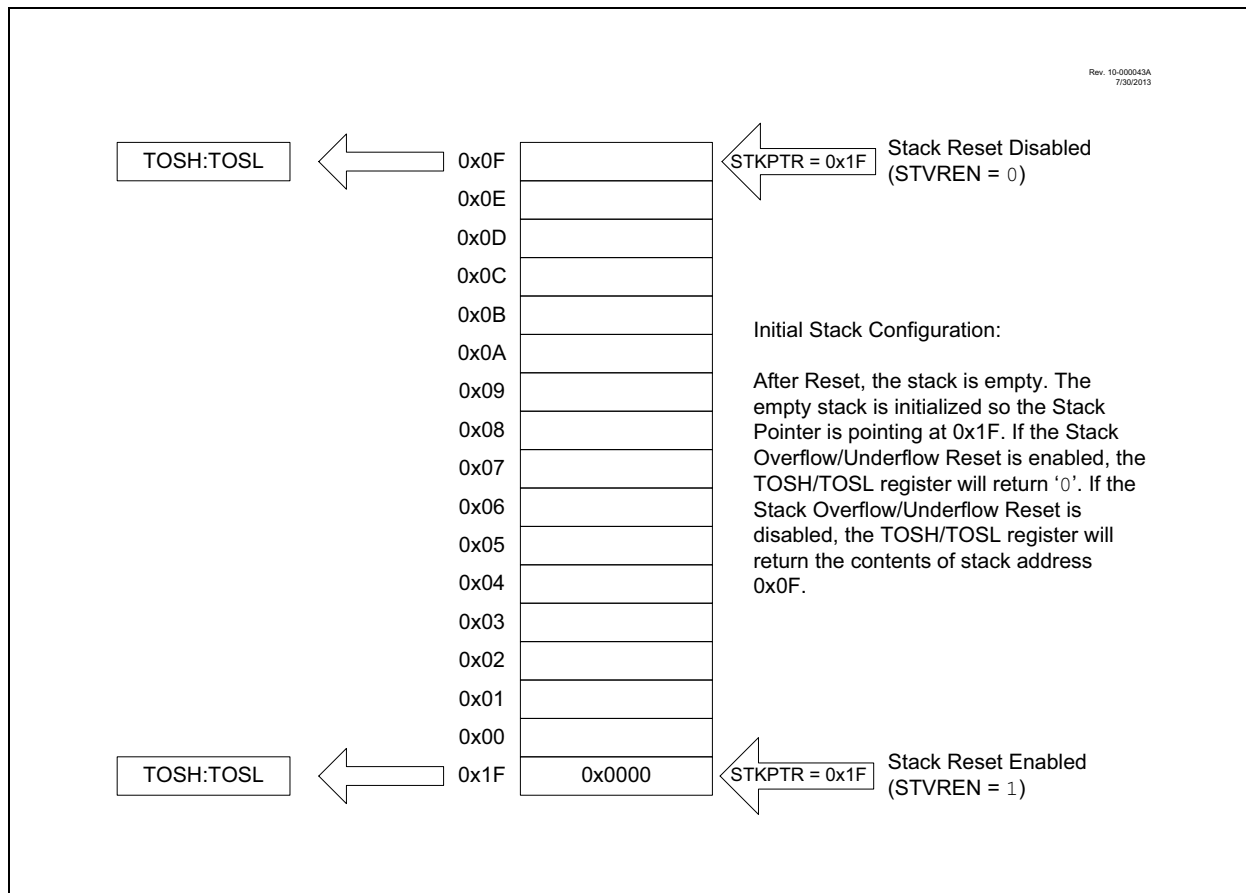 Rev. 10-000043A
7/30/2013
TOSH:TOSL
0x0F
STKPTR = 0x1F
Stack Reset Disabled
(STVREN = 0)
0x0E
0x0D
0x0C
0x0B
0x0A
0x09
0x08
0x07
0x06
0x05
0x04
0x03
0x02
0x01
0x00
Initial Stack Configuration:
After Reset, the stack is empty. The
empty stack is initialized so the Stack
Pointer is pointing at 0x1F. If the Stack
Overflow/Underflow Reset is enabled, the
TOSH/TOSL register will return ‘0’. If the
Stack Overflow/Underflow Reset is
disabled, the TOSH/TOSL register will
return the contents of stack address
0x0F.
TOSH:TOSL
0x1F
0x0000
STKPTR = 0x1F
Stack Reset Enabled
(STVREN = 1)